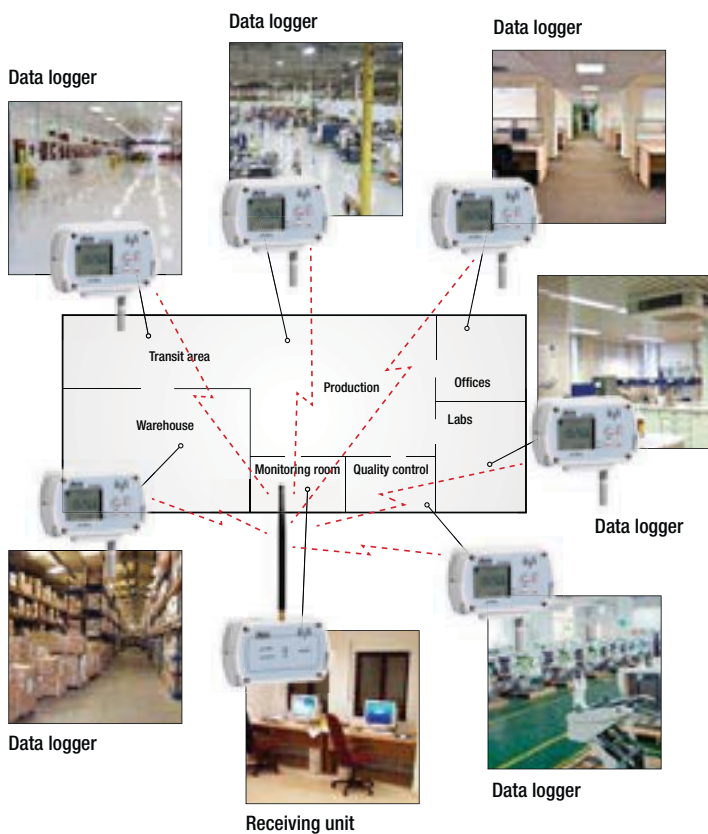 Data logger
Data logger
Data logger
Transit area
Production
Offices
Warehouse
Labs
Monitoring room
Quality control
Data logger
Data logger
Data logger
Receiving unit